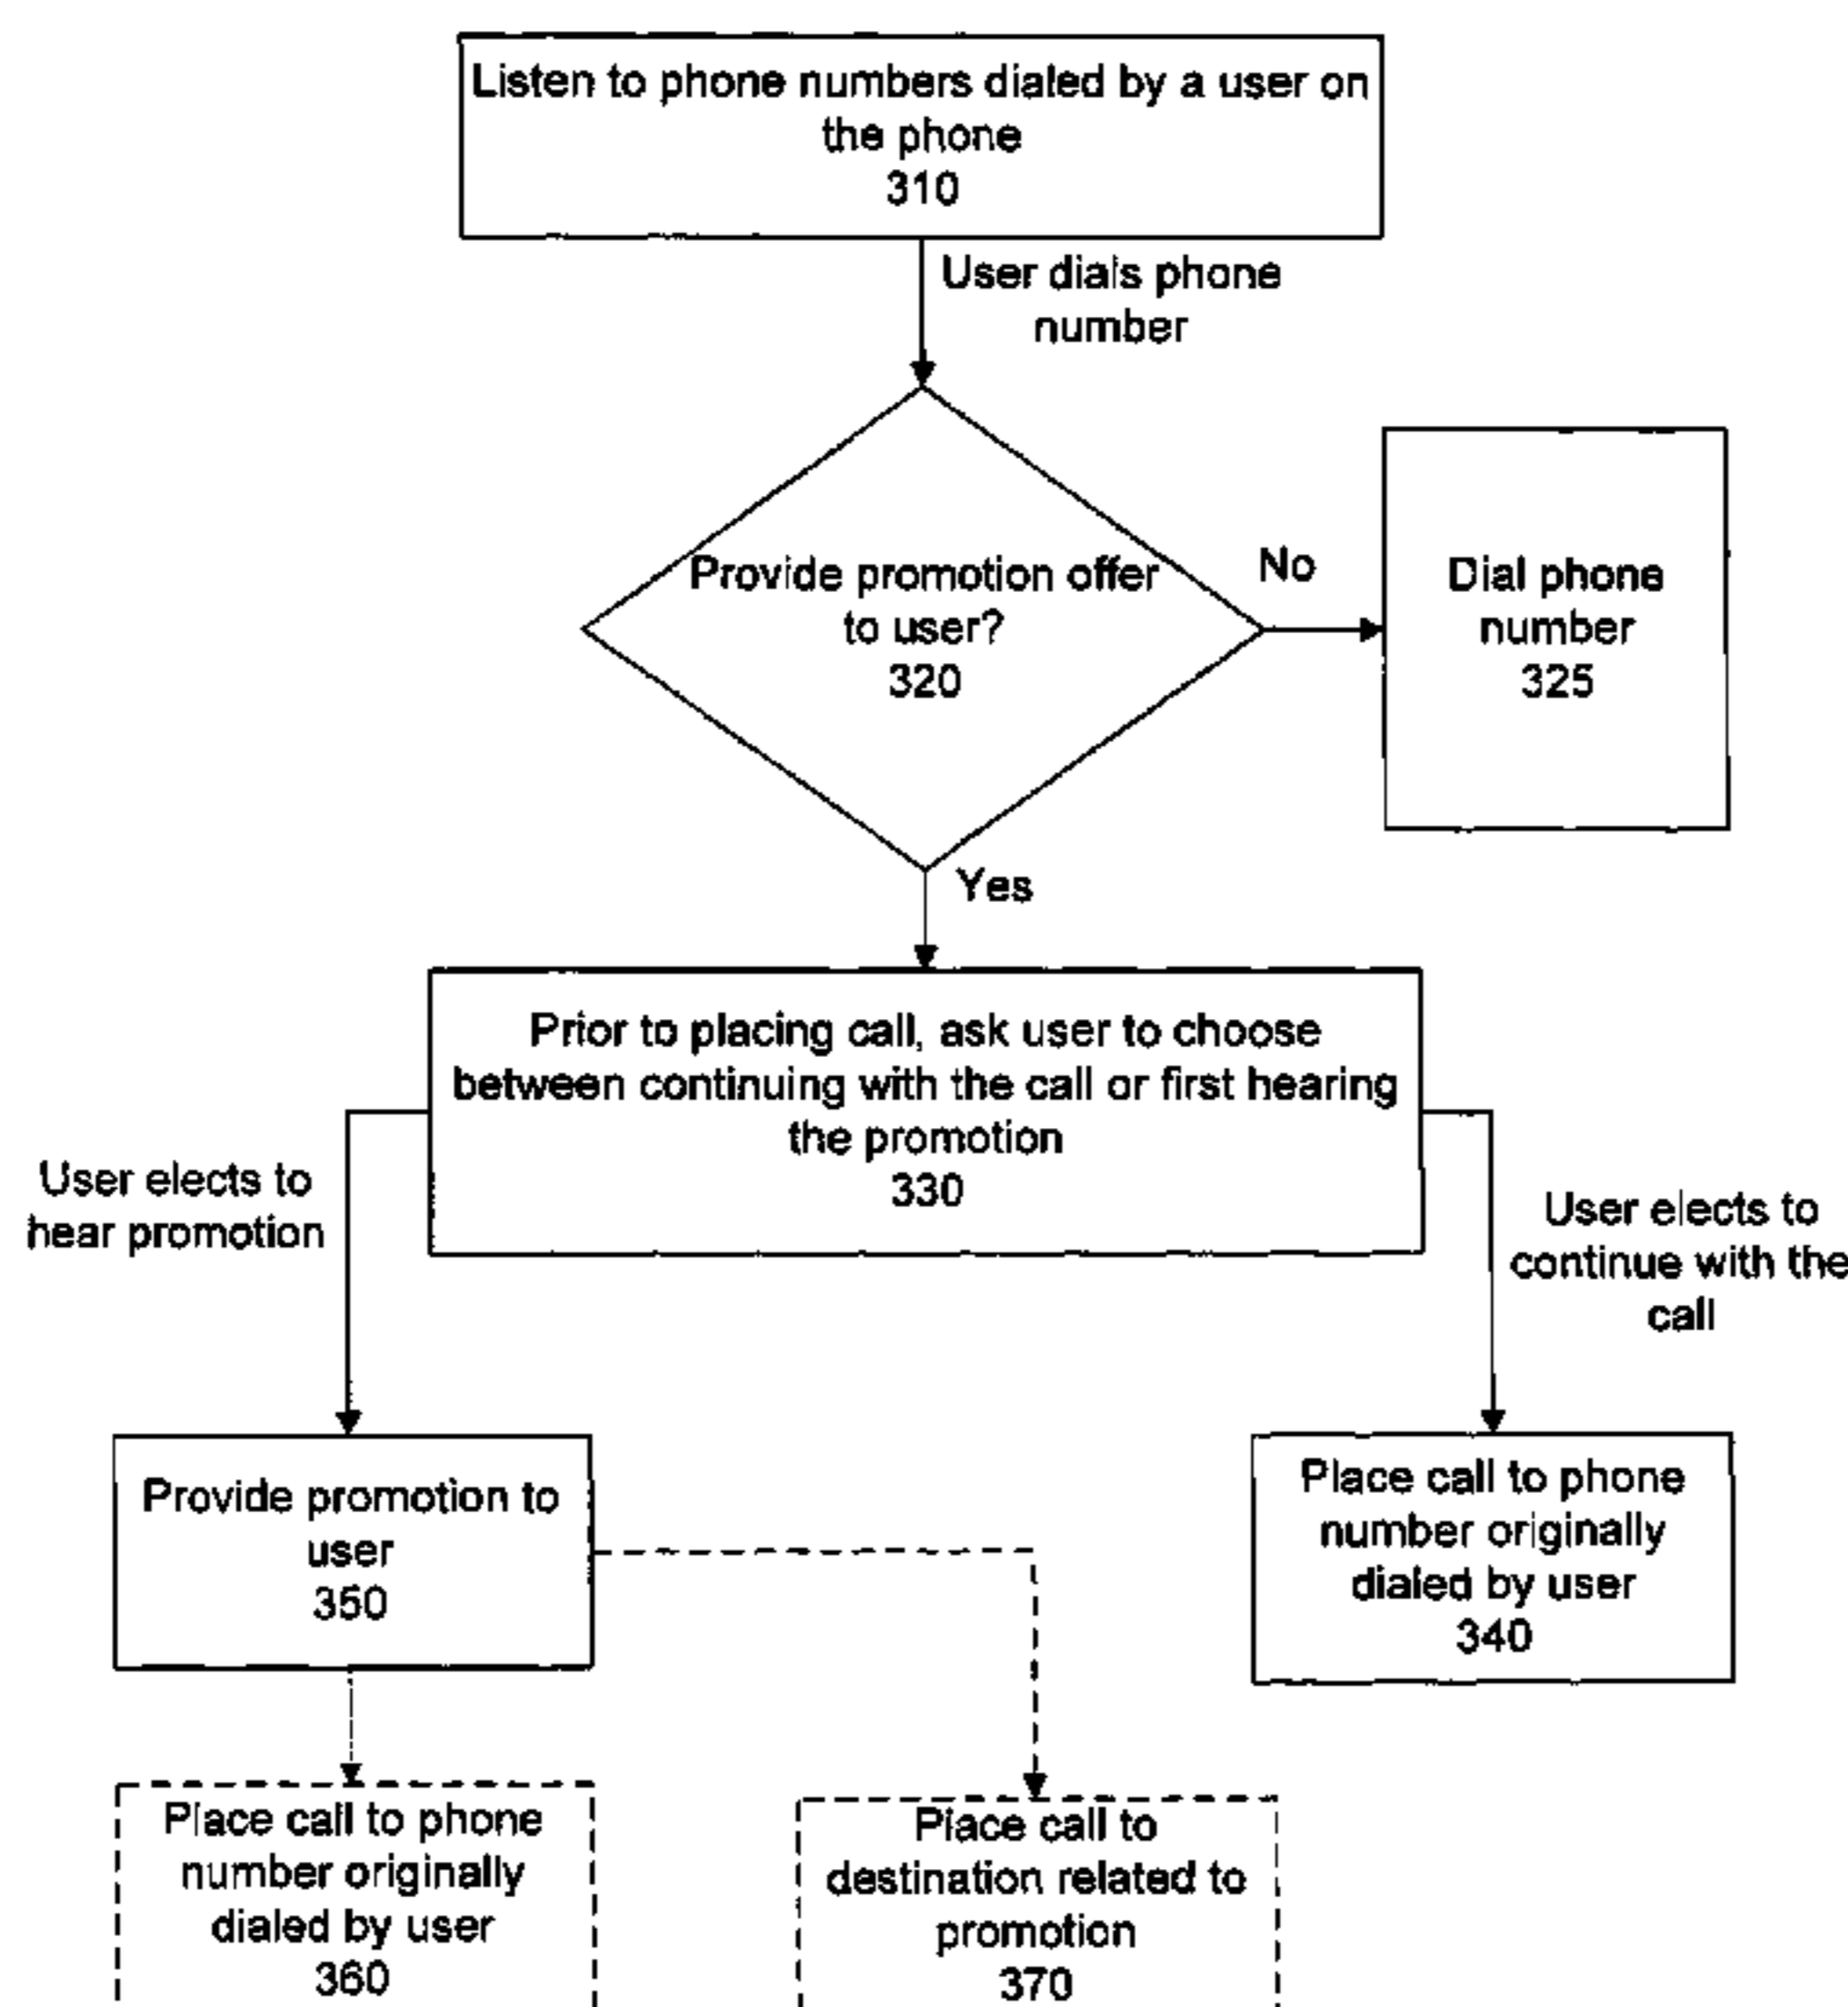 Listen to phone numbers dialed by a user on
the phone
310
User dials phone
number
Provide promotion offer
to user?
320
No
Dial phone
number
325
Yes
Prior to placing call, ask user to choose
between continuing with the call or first hearing
the promotion
330
User elects to
hear promotion
User elects to
continue with the
call
Provide promotion to
user
350
Place call to phone
number originally
dialed by user
340
Place call to phone
number originally
dialed by user
360
Place call to
destination related to
promotion
370